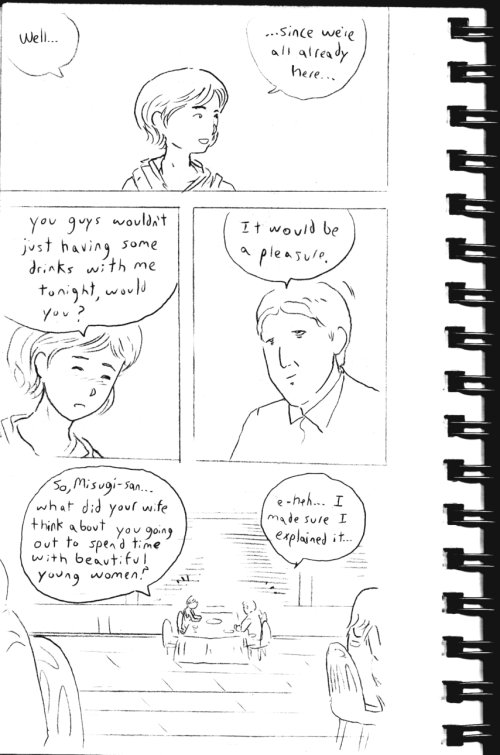 Well...
...since we're
all already
here...
you guys wouldn't
just having some
drinks with me
tonight, would
you?
It would be
a pleasure.
So, Misugi-san...
what did your wife
think about you going
out to spend time
with beautiful
young women?
e-heh... I
made sure I
explained it...